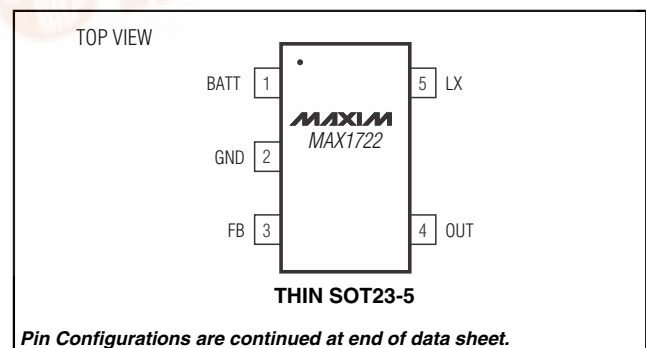 TOP VIEW
BATT 1
5 LX
MAXIM
MAX1722
GND 2
FB 3
4 OUT
THIN SOT23-5
Pin Configurations are continued at end of data sheet.